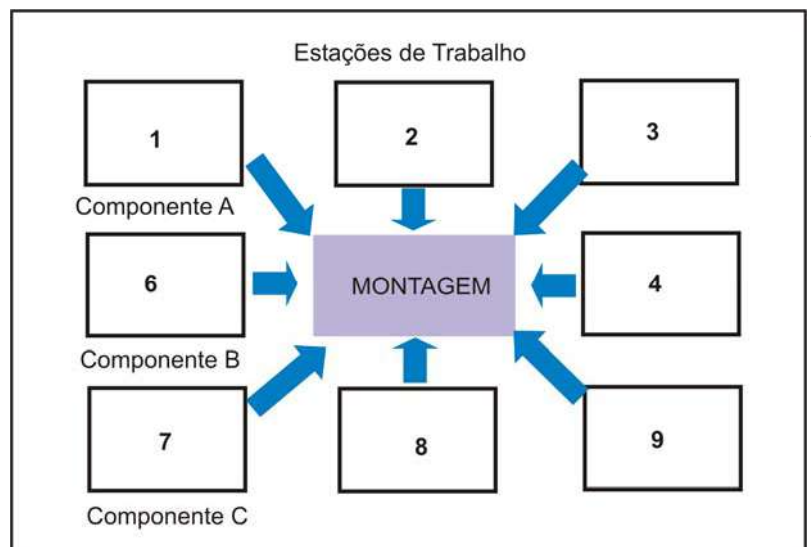 Estações de Trabalho
1
2
3
Componente A
6
MONTAGEM
4
Componente B
7
8
9
Componente C